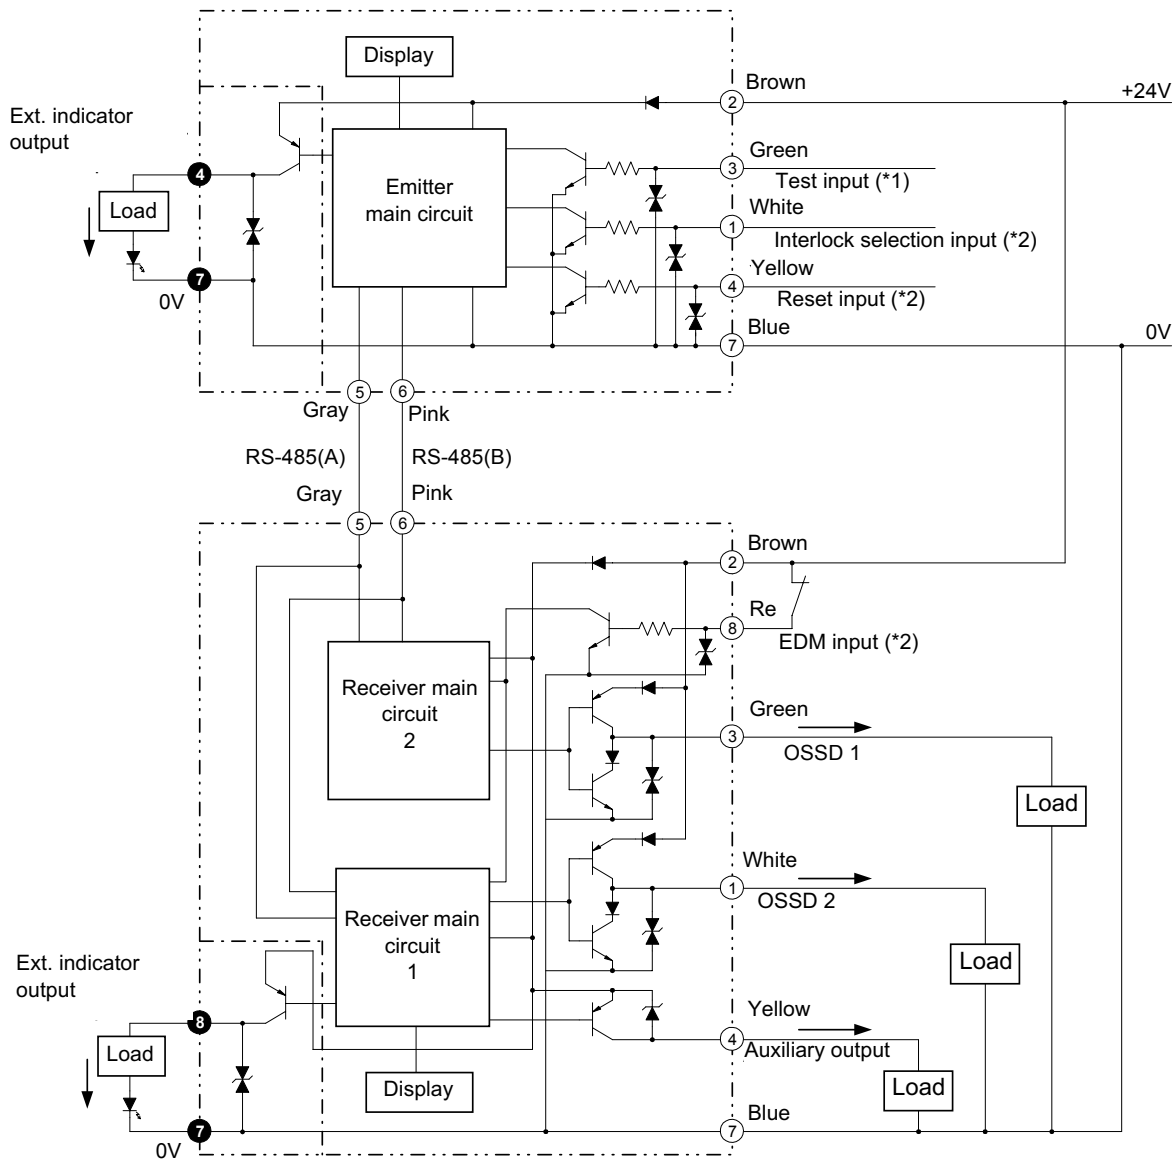 Display
Brown
2
+24V
Ext. indicator
output
4
Load
7
0V
Emitter
main circuit
Green
3
Test input (*1)
White
1
Interlock selection input (*2)
Yellow
4
Reset input (*2)
Blue
7
0V
5
6
Gray
Pink
RS-485(A)
RS-485(B)
Gray
Pink
5
6
Brown
2
Re
8
EDM input (*2)
Receiver main
circuit
2
Green
3
OSSD 1
Load
White
1
OSSD 2
Load
Receiver main
circuit
1
Ext. indicator
output
8
Load
7
0V
Display
Yellow
4
Auxiliary output
Load
Blue
7